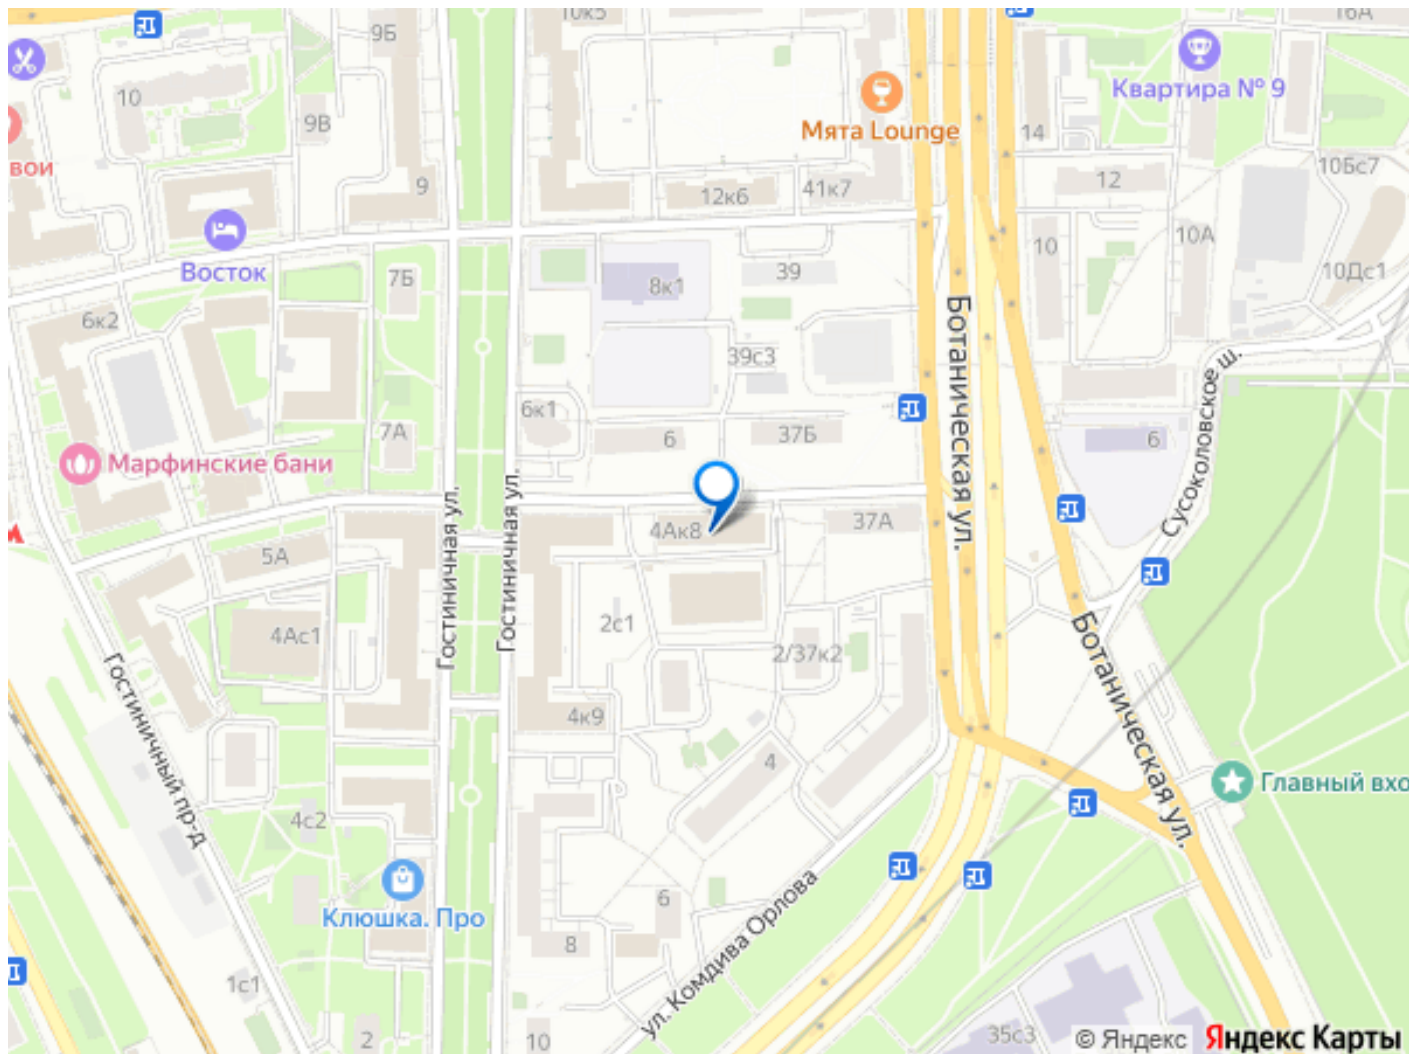 10к5
16А
9Б
Квартира № 9
10
9В
Мята Lounge
14
вои
9
12к6
41к7
12
10Бс7
Восток
7Б
8к1
39
10
10А
10Дс1
6к2
39с3
Ботаническая ул.
Сусоколовское ш.
6к1
7А
6
37Б
6
Марфинские бани
Гостиничная ул.
Гостиничная ул.
4Ак8
37А
5А
4Ас1
2с1
2/37к2
Гостиничный пр-д
4к9
4
Ботаническая ул.
Главный вхо
4с2
Клюшка. Про
6
8
ул. Комдива Орлова
1с1
2
10
35с3
© Яндекс
Яндекс Карты